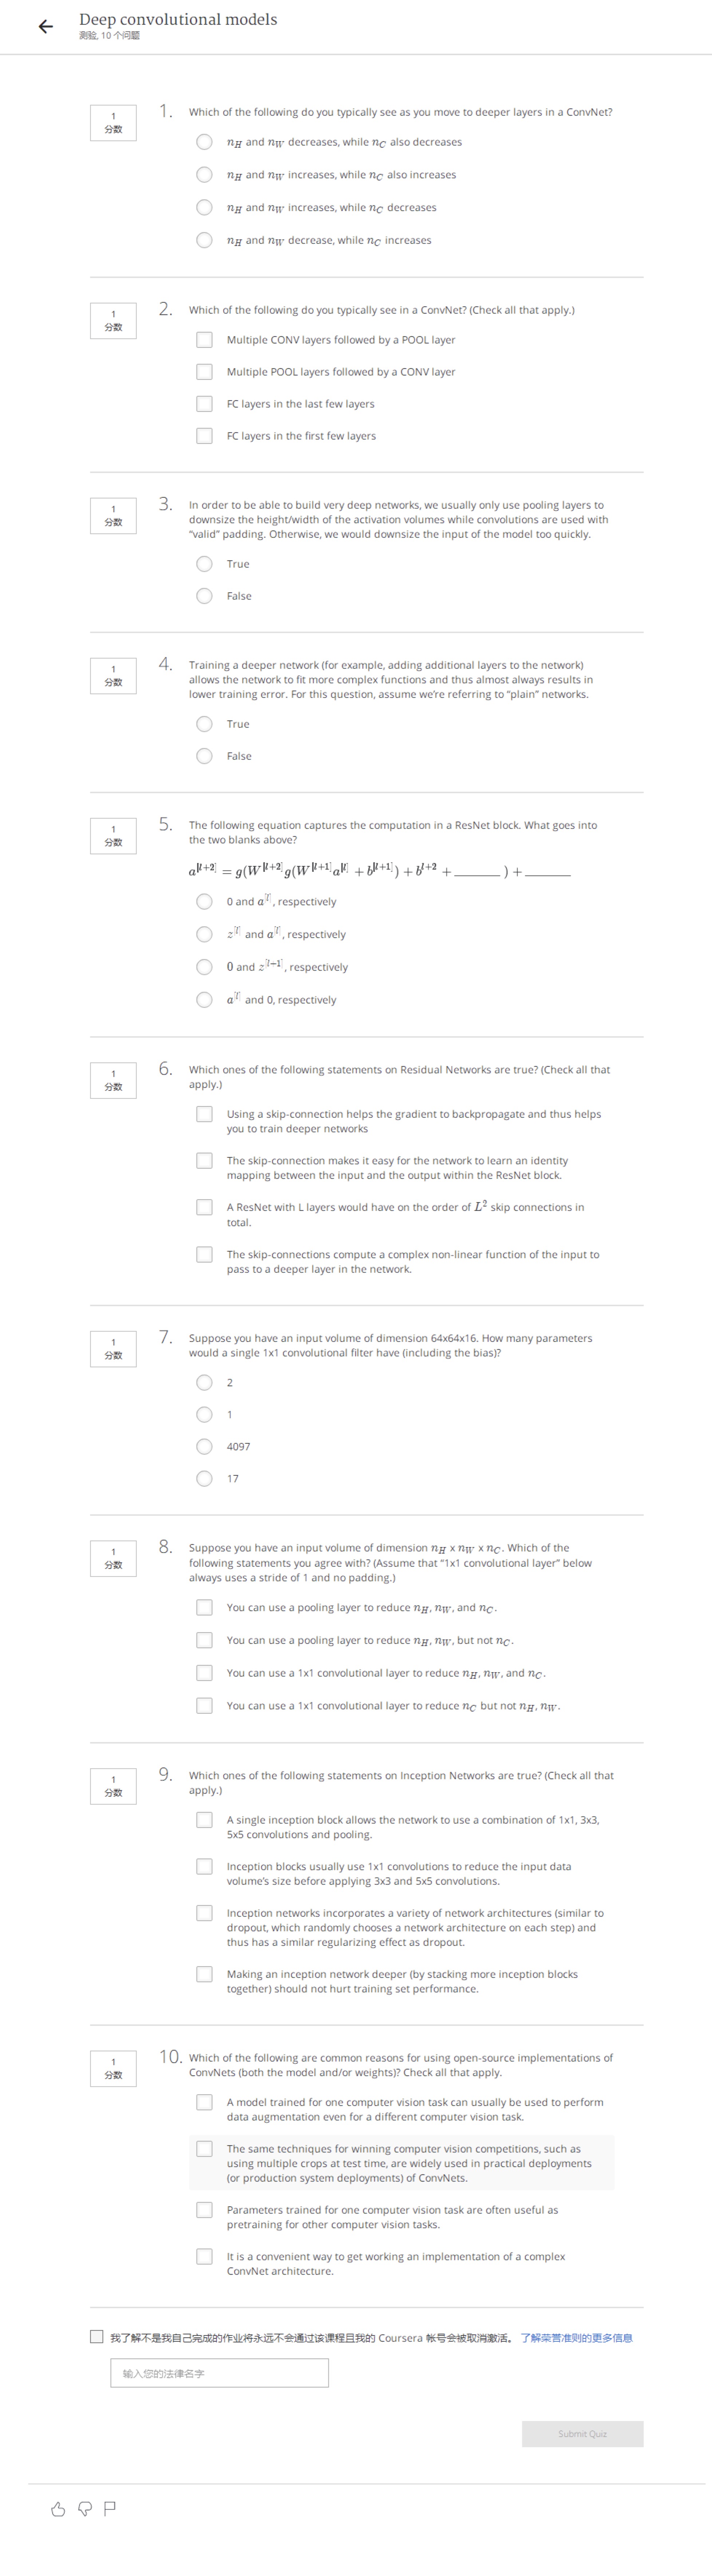 Deep convolutional models
测验, 10 个问题
1
分数
1.
Which of the following do you typically see as you move to deeper layers in a ConvNet?
n_H and n_W decreases, while n_C also decreases
n_H and n_W increases, while n_C also increases
n_H and n_W increases, while n_C decreases
n_H and n_W decrease, while n_C increases
1
分数
2.
Which of the following do you typically see in a ConvNet? (Check all that apply.)
Multiple CONV layers followed by a POOL layer
Multiple POOL layers followed by a CONV layer
FC layers in the last few layers
FC layers in the first few layers
1
分数
3.
In order to be able to build very deep networks, we usually only use pooling layers to
downsize the height/width of the activation volumes while convolutions are used with
“valid” padding. Otherwise, we would downsize the input of the model too quickly.
True
False
1
分数
4.
Training a deeper network (for example, adding additional layers to the network)
allows the network to fit more complex functions and thus almost always results in
lower training error. For this question, assume we’re referring to “plain” networks.
True
False
1
分数
5.
The following equation captures the computation in a ResNet block. What goes into
the two blanks above?
a^[l+2] = g(W^[l+2] g(W^[l+1] a^[l] + b^[l+1]) + b^l+2 + _______ ) + _______
0 and a^[l], respectively
z^[l] and a^[l], respectively
0 and z^[l+1], respectively
a^[l] and 0, respectively
1
分数
6.
Which ones of the following statements on Residual Networks are true? (Check all that
apply.)
Using a skip-connection helps the gradient to backpropagate and thus helps
you to train deeper networks
The skip-connection makes it easy for the network to learn an identity
mapping between the input and the output within the ResNet block.
A ResNet with L layers would have on the order of L² skip connections in
total.
The skip-connections compute a complex non-linear function of the input to
pass to a deeper layer in the network.
1
分数
7.
Suppose you have an input volume of dimension 64x64x16. How many parameters
would a single 1x1 convolutional filter have (including the bias)?
2
1
4097
17
1
分数
8.
Suppose you have an input volume of dimension n_H x n_W x n_C. Which of the
following statements you agree with? (Assume that “1x1 convolutional layer” below
always uses a stride of 1 and no padding.)
You can use a pooling layer to reduce n_H, n_W, and n_C.
You can use a pooling layer to reduce n_H, n_W, but not n_C.
You can use a 1x1 convolutional layer to reduce n_H, n_W, and n_C.
You can use a 1x1 convolutional layer to reduce n_C but not n_H, n_W.
1
分数
9.
Which ones of the following statements on Inception Networks are true? (Check all that
apply.)
A single inception block allows the network to use a combination of 1x1, 3x3,
5x5 convolutions and pooling.
Inception blocks usually use 1x1 convolutions to reduce the input data
volume’s size before applying 3x3 and 5x5 convolutions.
Inception networks incorporates a variety of network architectures (similar to
dropout, which randomly chooses a network architecture on each step) and
thus has a similar regularizing effect as dropout.
Making an inception network deeper (by stacking more inception blocks
together) should not hurt training set performance.
1
分数
10.
Which of the following are common reasons for using open-source implementations of
ConvNets (both the model and/or weights)? Check all that apply.
A model trained for one computer vision task can usually be used to perform
data augmentation even for a different computer vision task.
The same techniques for winning computer vision competitions, such as
using multiple crops at test time, are widely used in practical deployments
(or production system deployments) of ConvNets.
Parameters trained for one computer vision task are often useful as
pretraining for other computer vision tasks.
It is a convenient way to get working an implementation of a complex
ConvNet architecture.
我了解不是我自己完成的作业将永远不会通过该课程且我的 Coursera 帐号会被取消激活。 了解荣誉准则的更多信息
输入您的法律名字
Submit Quiz